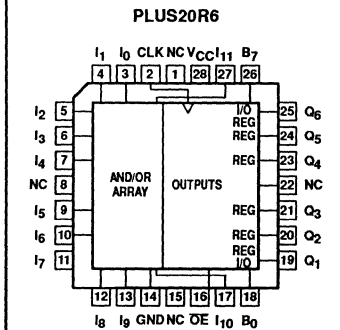 PLUS20R6
I1 I0 CLK NC VCC I11 B7
4 3 2 1 28 27 26
I2 5 I/O REG 25 Q6
I3 6 REG 24 Q5
I4 7 REG 23 Q4
NC 8 AND/OR ARRAY OUTPUTS 22 NC
I5 9 REG 21 Q3
I6 10 REG 20 Q2
I7 11 REG I/O 19 Q1
12 13 14 15 16 17 18
I8 I9 GND NC OE I10 B0